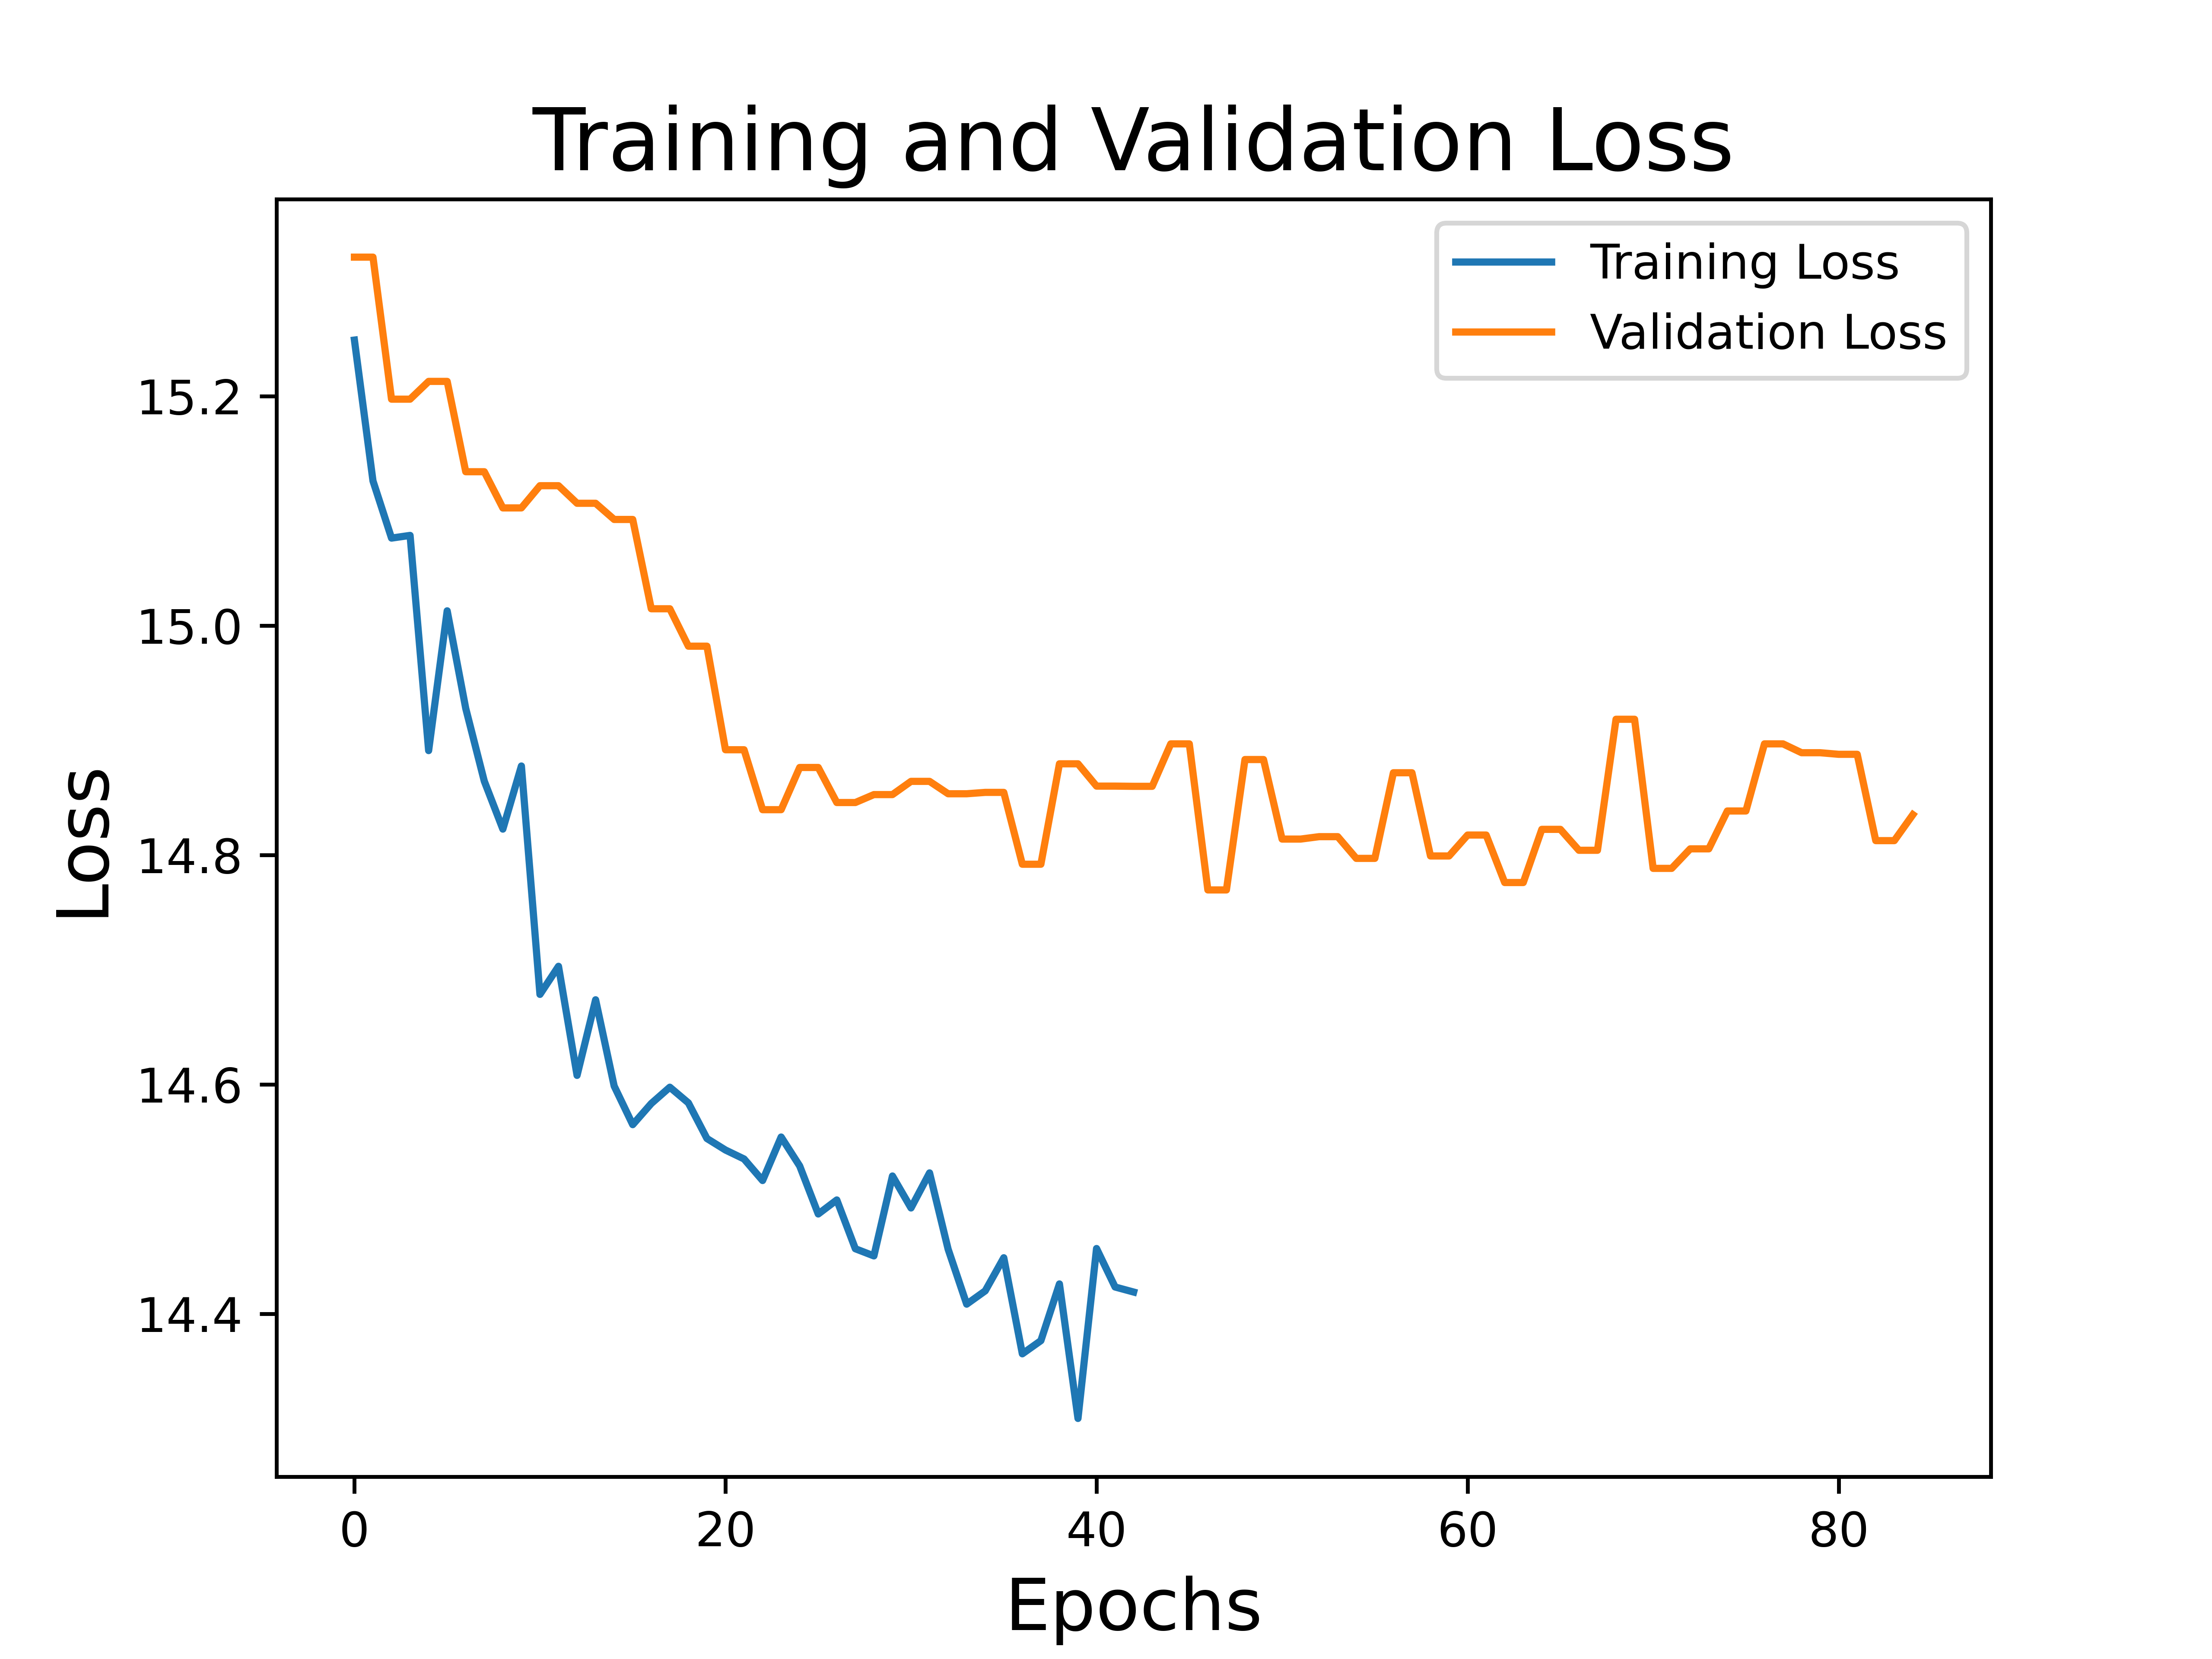 Training and Validation Loss
Training Loss
Validation Loss
15.2
15.0
14.8
14.6
14.4
Loss
0 20 40 60 80
Epochs